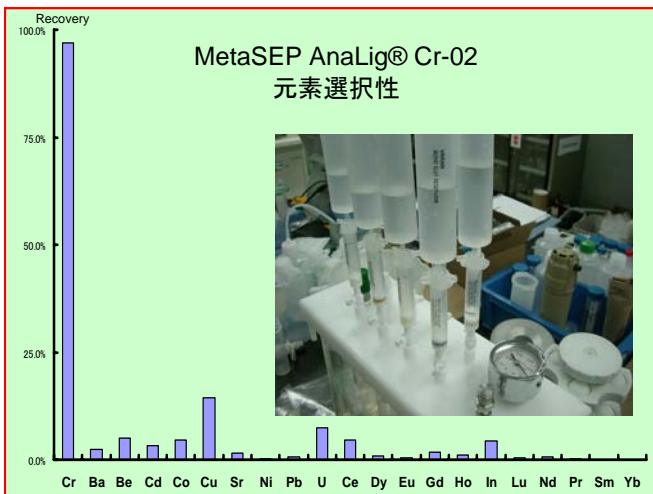 Recovery
100.0%
MetaSEP AnaLig® Cr-02
元素選択性
75.0%
50.0%
25.0%
0.0%
Cr Ba Be Cd Co Cu Sr Ni Pb U Ce Dy Eu Gd Ho In Lu Nd Pr Sm Yb